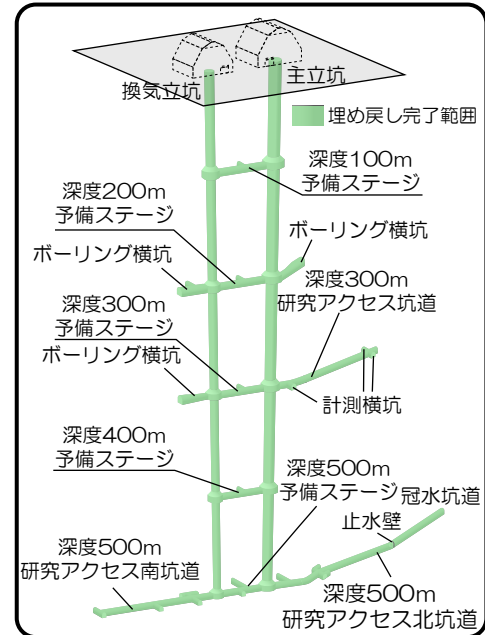 換気立坑
主立坑
埋め戻し完了範囲
深度100m
予備ステージ
深度200m
予備ステージ
ボーリング横坑
ボーリング横坑
深度300m
研究アクセス坑道
深度300m
予備ステージ
ボーリング横坑
計測横坑
深度400m
予備ステージ
深度500m
予備ステージ
冠水坑道
止水壁
深度500m
研究アクセス南坑道
深度500m
研究アクセス北坑道